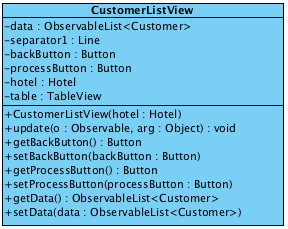 CustomerListView
-data : ObservableList<Customer>
-separator1 : Line
-backButton : Button
-processButton : Button
-hotel : Hotel
-table : TableView
+CustomerListView(hotel : Hotel)
+update(o : Observable, arg : Object) : void
+getBackButton() : Button
+setBackButton(backButton : Button)
+getProcessButton() : Button
+setProcessButton(processButton : Button)
+getData() : ObservableList<Customer>
+setData(data : ObservableList<Customer>)